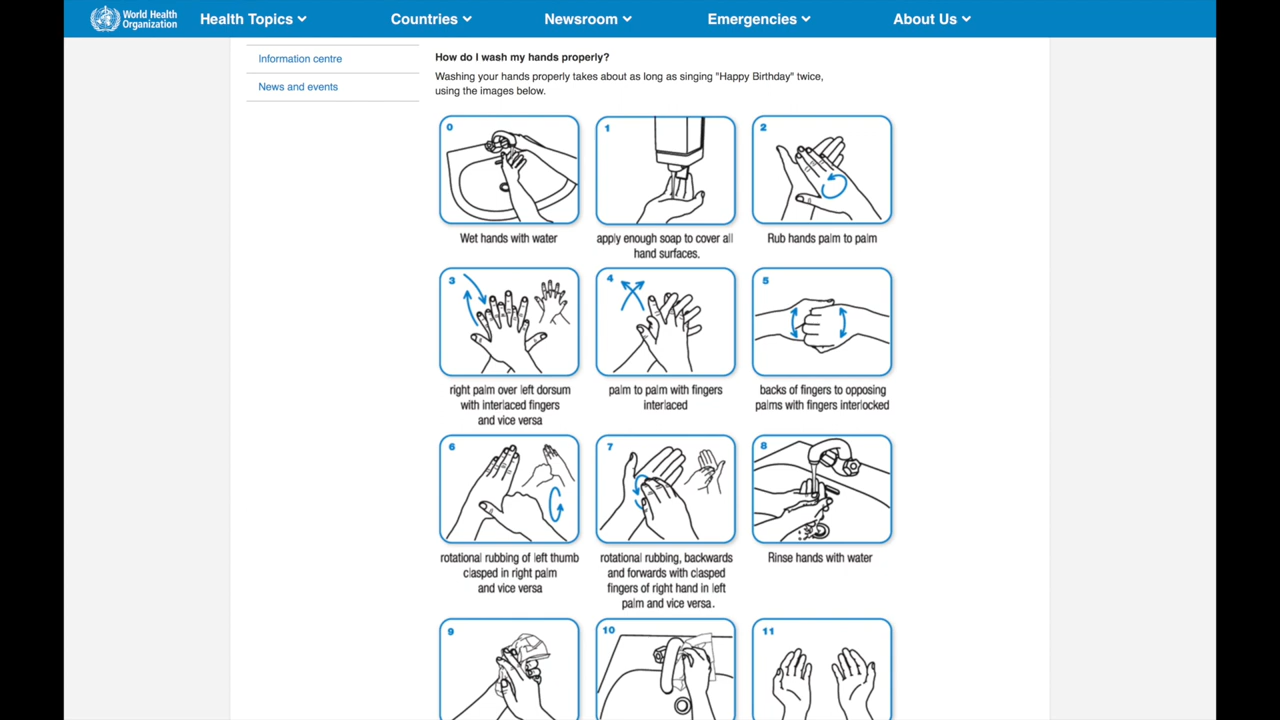 World Health
Organization
Health Topics
Countries
Newsroom
Emergencies
About Us
Information centre
News and events
How do I wash my hands properly?
Washing your hands properly takes about as long as singing "Happy Birthday" twice,
using the images below.
0
1
2
Wet hands with water
apply enough soap to cover all
hand surfaces.
Rub hands palm to palm
3
4
5
right palm over left dorsum
with interlaced fingers
and vice versa
palm to palm with fingers
interlaced
backs of fingers to opposing
palms with fingers interlocked
6
7
8
rotational rubbing of left thumb
clasped in right palm
and vice versa
rotational rubbing, backwards
and forwards with clasped
fingers of right hand in left
palm and vice versa.
Rinse hands with water
9
10
11